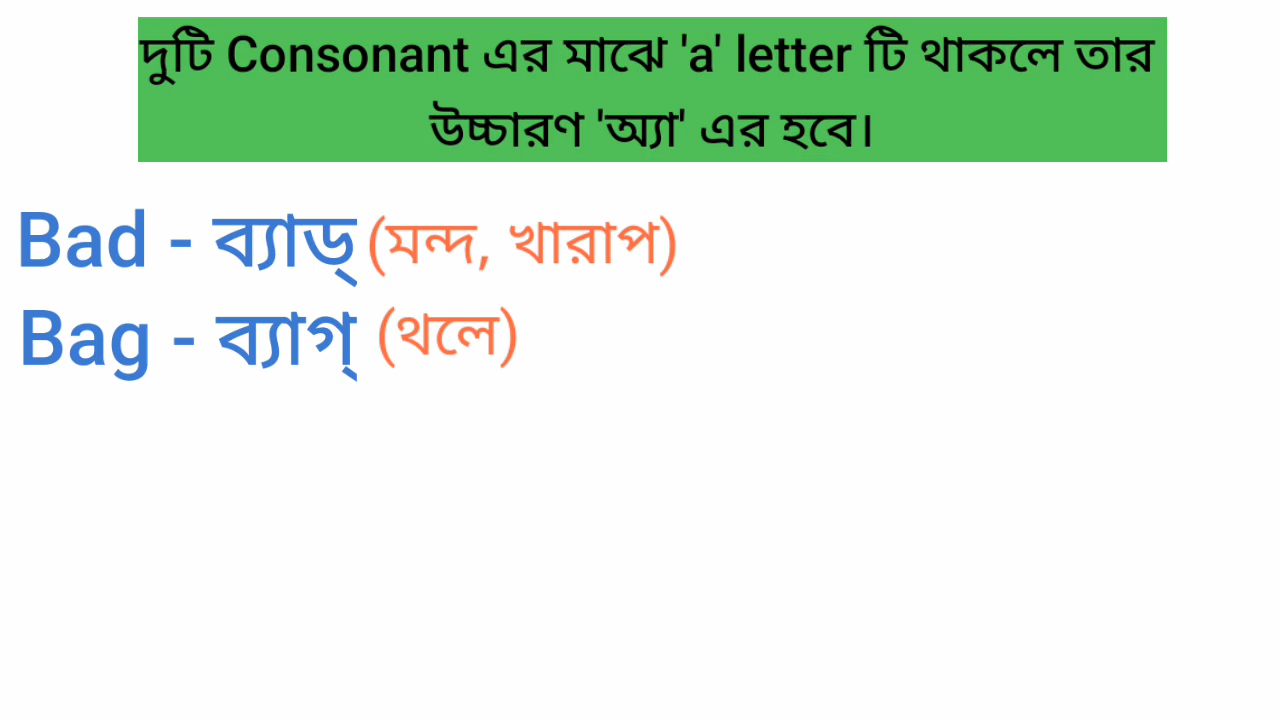 দুটি Consonant এর মাঝে 'a' letter টি থাকলে তার
উচ্চারণ 'অ্যা' এর হবে।
Bad - ব্যাড্ (মন্দ, খারাপ)
Bag - ব্যাগ্ (থলে)